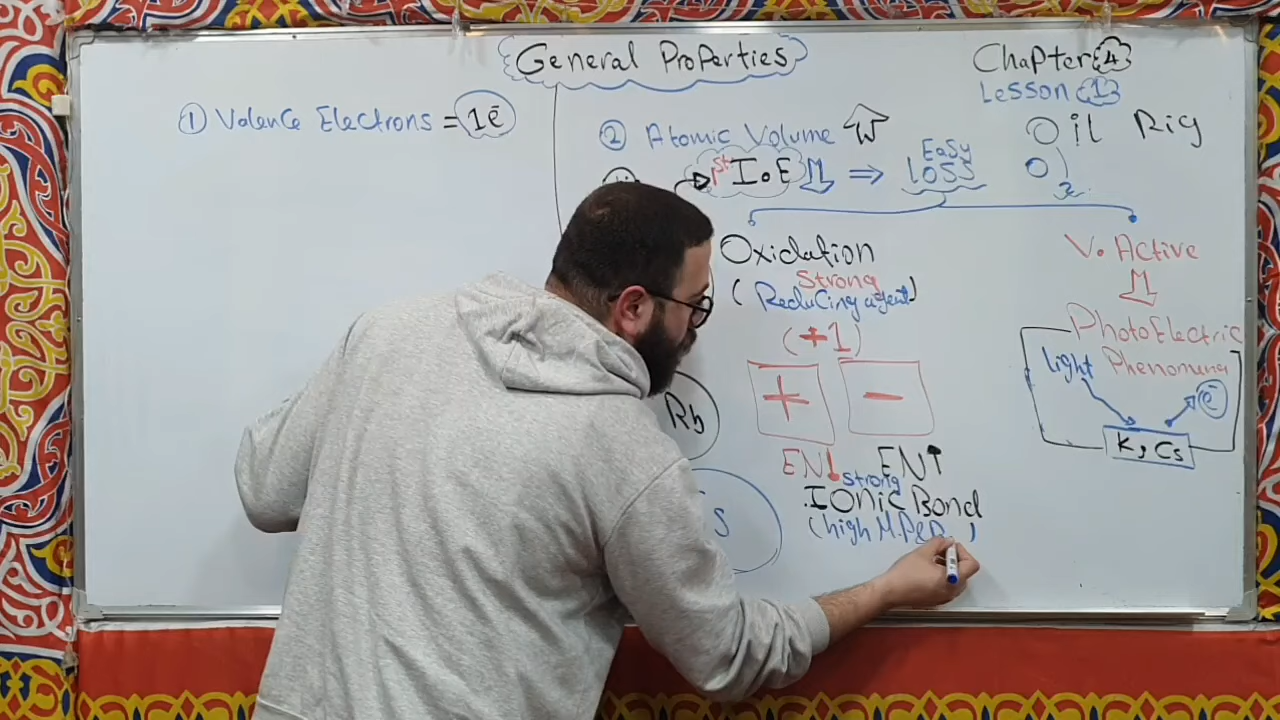 General Properties
Chapter 4
Lesson 1
① Valence Electrons = 1e⁻
② Atomic Volume ⇧
1st I.E ⇩ ⇒ Easy Loss
Oil Rig
Oxidation
(Strong Reducing agent)
(+1)
+ -
EN↓ EN↑
Strong
Ionic Bond
(high M.P&B )
Rb
s
V. Active
⇩
PhotoElectric
Phenomena
light
e⁻
K, Cs